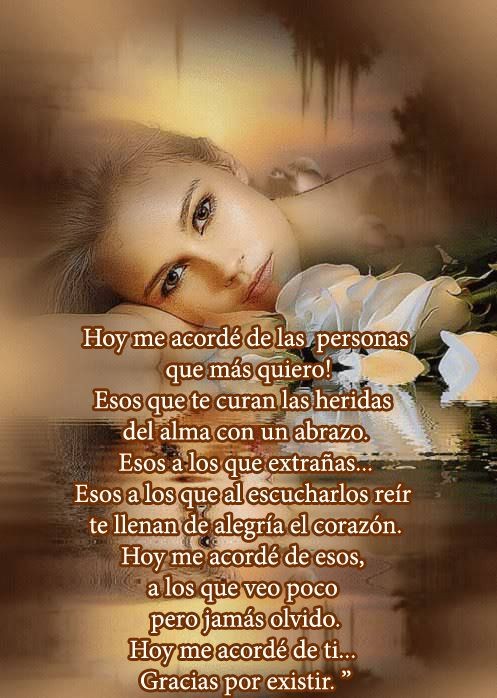 Hoy me acordé de las personas
que más quiero!
Esos que te curan las heridas
del alma con un abrazo.
Esos a los que extrañas...
Esos a los que al escucharlos reír
te llenan de alegría el corazón.
Hoy me acordé de esos,
a los que veo poco
pero jamás olvido.
Hoy me acordé de ti...
Gracias por existir. ”